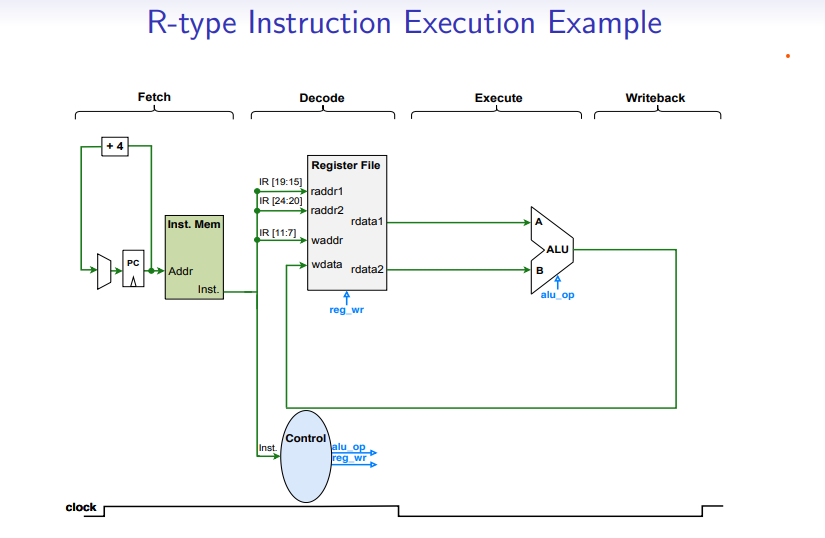 R-type Instruction Execution Example
Fetch
Decode
Execute
Writeback
+ 4
Register File
IR [19:15]
raddr1
IR [24:20]
raddr2
Inst. Mem
rdata1
A
IR [11:7]
waddr
ALU
PC
wdata
rdata2
B
Addr
Inst.
alu_op
reg_wr
Control
Inst.
alu_op
reg_wr
clock